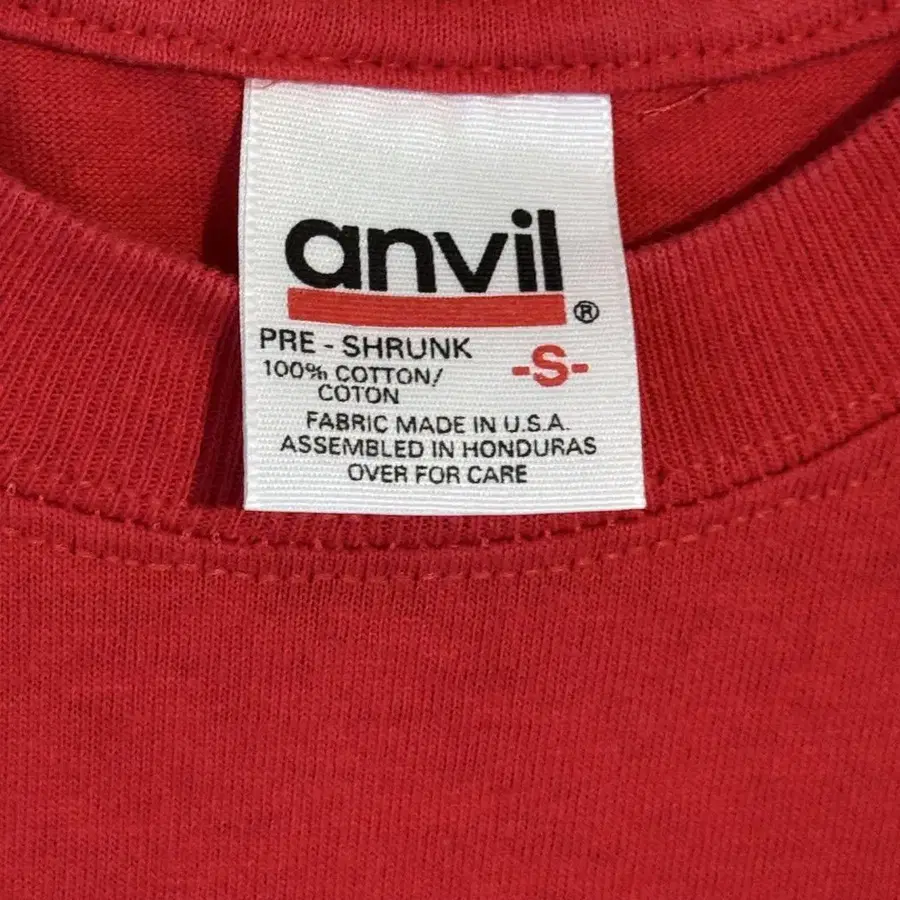 anvil®
PRE - SHRUNK
-S-
100% COTTON/
COTON
FABRIC MADE IN U.S.A.
ASSEMBLED IN HONDURAS
OVER FOR CARE